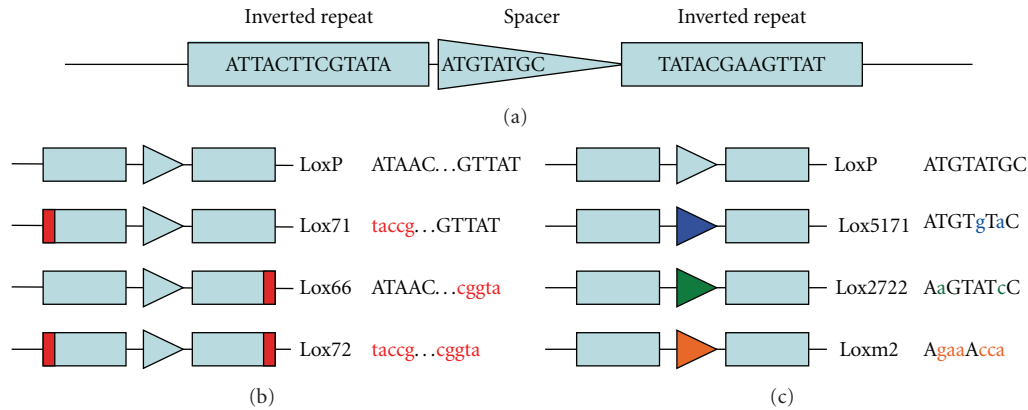 Inverted repeat Spacer Inverted repeat
ATTACTTCGTATA ATGTATGC TATACGAAGTTAT
(a)
LoxP ATAAC...GTTAT
Lox71 taccg...GTTAT
Lox66 ATAAC...cggta
Lox72 taccg...cggta
(b)
LoxP ATGTATGC
Lox5171 ATGTgTaC
Lox2722 AaGTATcC
Loxm2 AgaaAcca
(c)